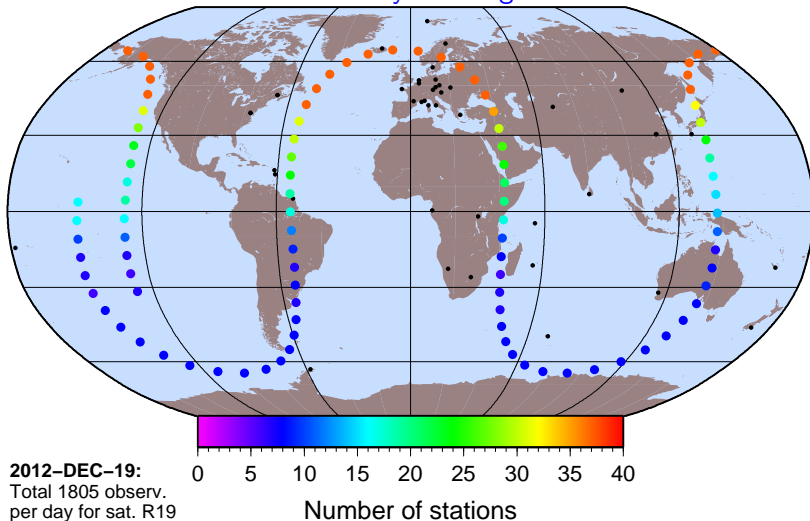 0 5 10 15 20 25 30 35 40
Number of stations
2012–DEC–19:
Total 1805 observ.
per day for sat. R19